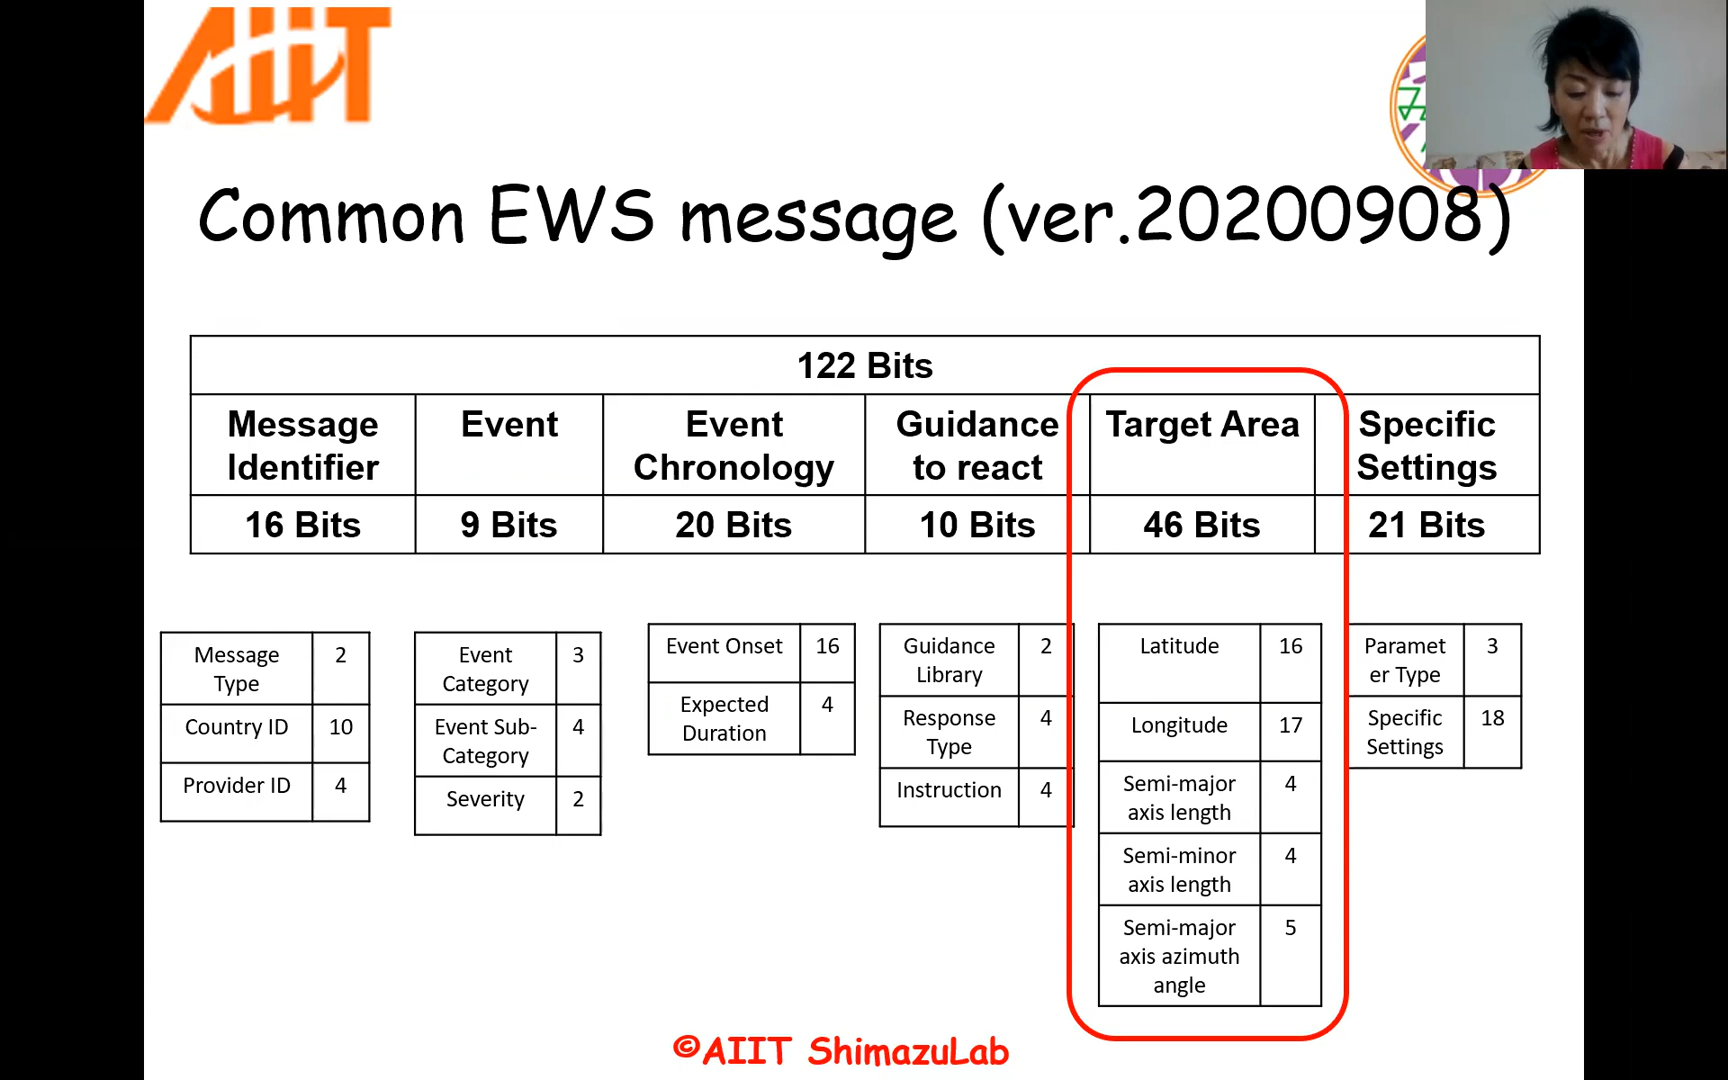 AIIT
Common EWS message (ver.20200908)
122 Bits
Message
Identifier
Event
Event
Chronology
Guidance
to react
Target Area
Specific
Settings
16 Bits
9 Bits
20 Bits
10 Bits
46 Bits
21 Bits
Message
Type
2
Country ID
10
Provider ID
4
Event
Category
3
Event Sub-
Category
4
Severity
2
Event Onset
16
Expected
Duration
4
Guidance
Library
2
Response
Type
4
Instruction
4
Latitude
16
Longitude
17
Semi-major
axis length
4
Semi-minor
axis length
4
Semi-major
axis azimuth
angle
5
Paramet
er Type
3
Specific
Settings
18
©AIIT ShimazuLab